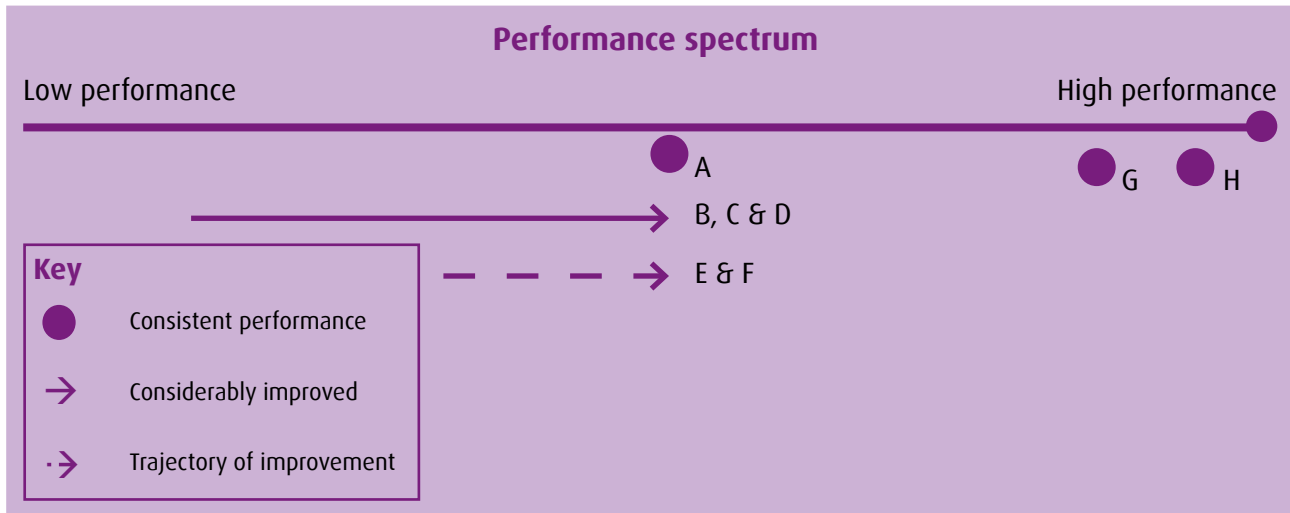 Performance spectrum
Low performance
High performance
A
G
H
B, C & D
E & F
Key
Consistent performance
Considerably improved
Trajectory of improvement